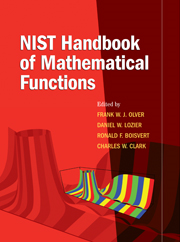 NIST Handbook
of Mathematical
Functions
Edited by
FRANK W. J. OLVER
DANIEL W. LOZIER
RONALD F. BOISVERT
CHARLES W. CLARK